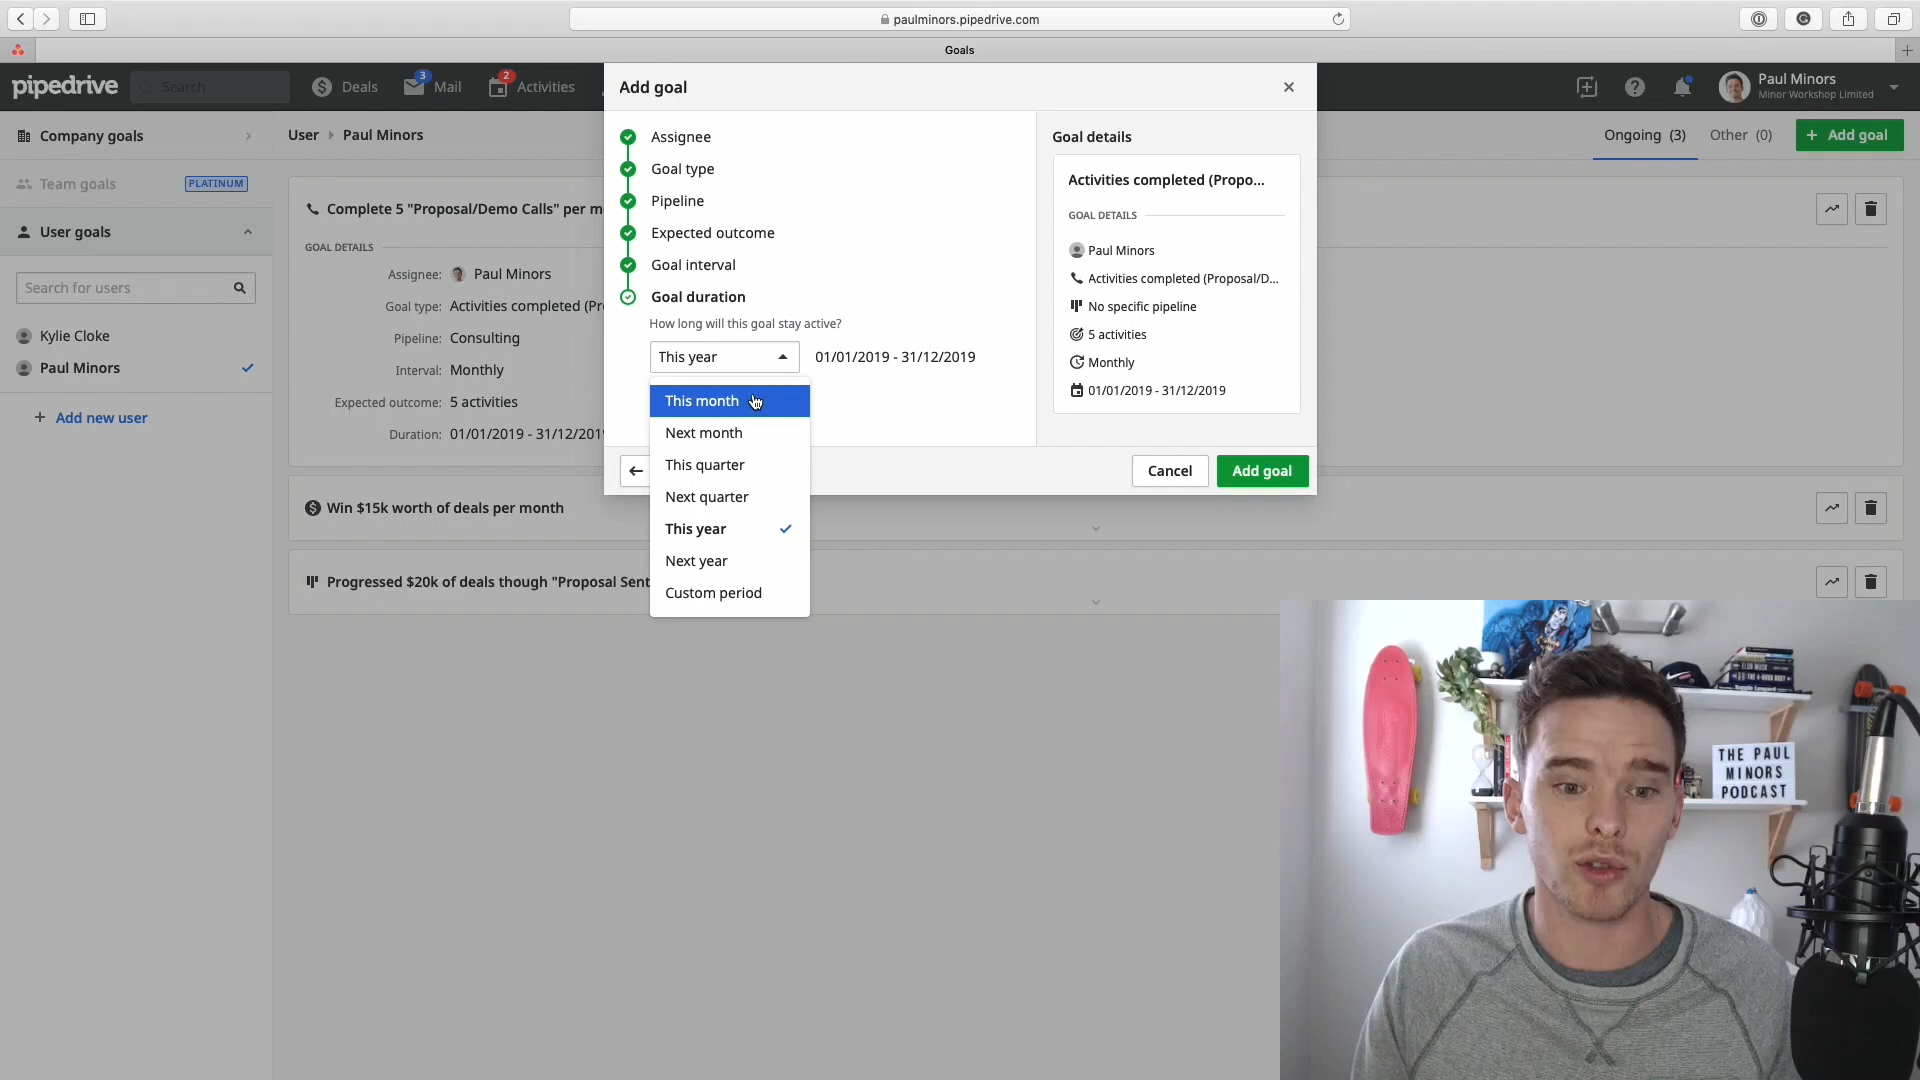 paulminors.pipedrive.com
Goals
pipedrive
Search
Deals
3
Mail
2
Activities
Paul Minors
Minor Workshop Limited
Company goals
Team goals
PLATINUM
User goals
Search for users
Kylie Cloke
Paul Minors
+ Add new user
User
Paul Minors
Ongoing (3)
Other (0)
+ Add goal
Complete 5 "Proposal/Demo Calls" per m
GOAL DETAILS
Assignee: Paul Minors
Goal type: Activities completed (Pr
Pipeline: Consulting
Interval: Monthly
Expected outcome: 5 activities
Duration: 01/01/2019 - 31/12/201
Win $15k worth of deals per month
Progressed $20k of deals though "Proposal Sent
Add goal
Assignee
Goal type
Pipeline
Expected outcome
Goal interval
Goal duration
How long will this goal stay active?
This year
01/01/2019 - 31/12/2019
This month
Next month
This quarter
Next quarter
This year
Next year
Custom period
Goal details
Activities completed (Propo...
GOAL DETAILS
Paul Minors
Activities completed (Proposal/D...
No specific pipeline
5 activities
Monthly
01/01/2019 - 31/12/2019
Cancel
Add goal
THE PAUL
MINORS
PODCAST